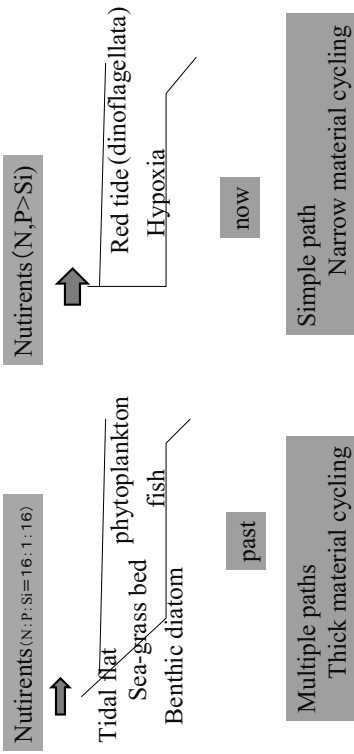 Nutirents(N:P:Si=16:1:16)
Tidal flat
phytoplankton
Sea-grass bed
fish
Benthic diatom
past
Multiple paths
Thick material cycling
Nutirents(N,P>Si)
Red tide(dinoflagellata)
Hypoxia
now
Simple path
Narrow material cycling